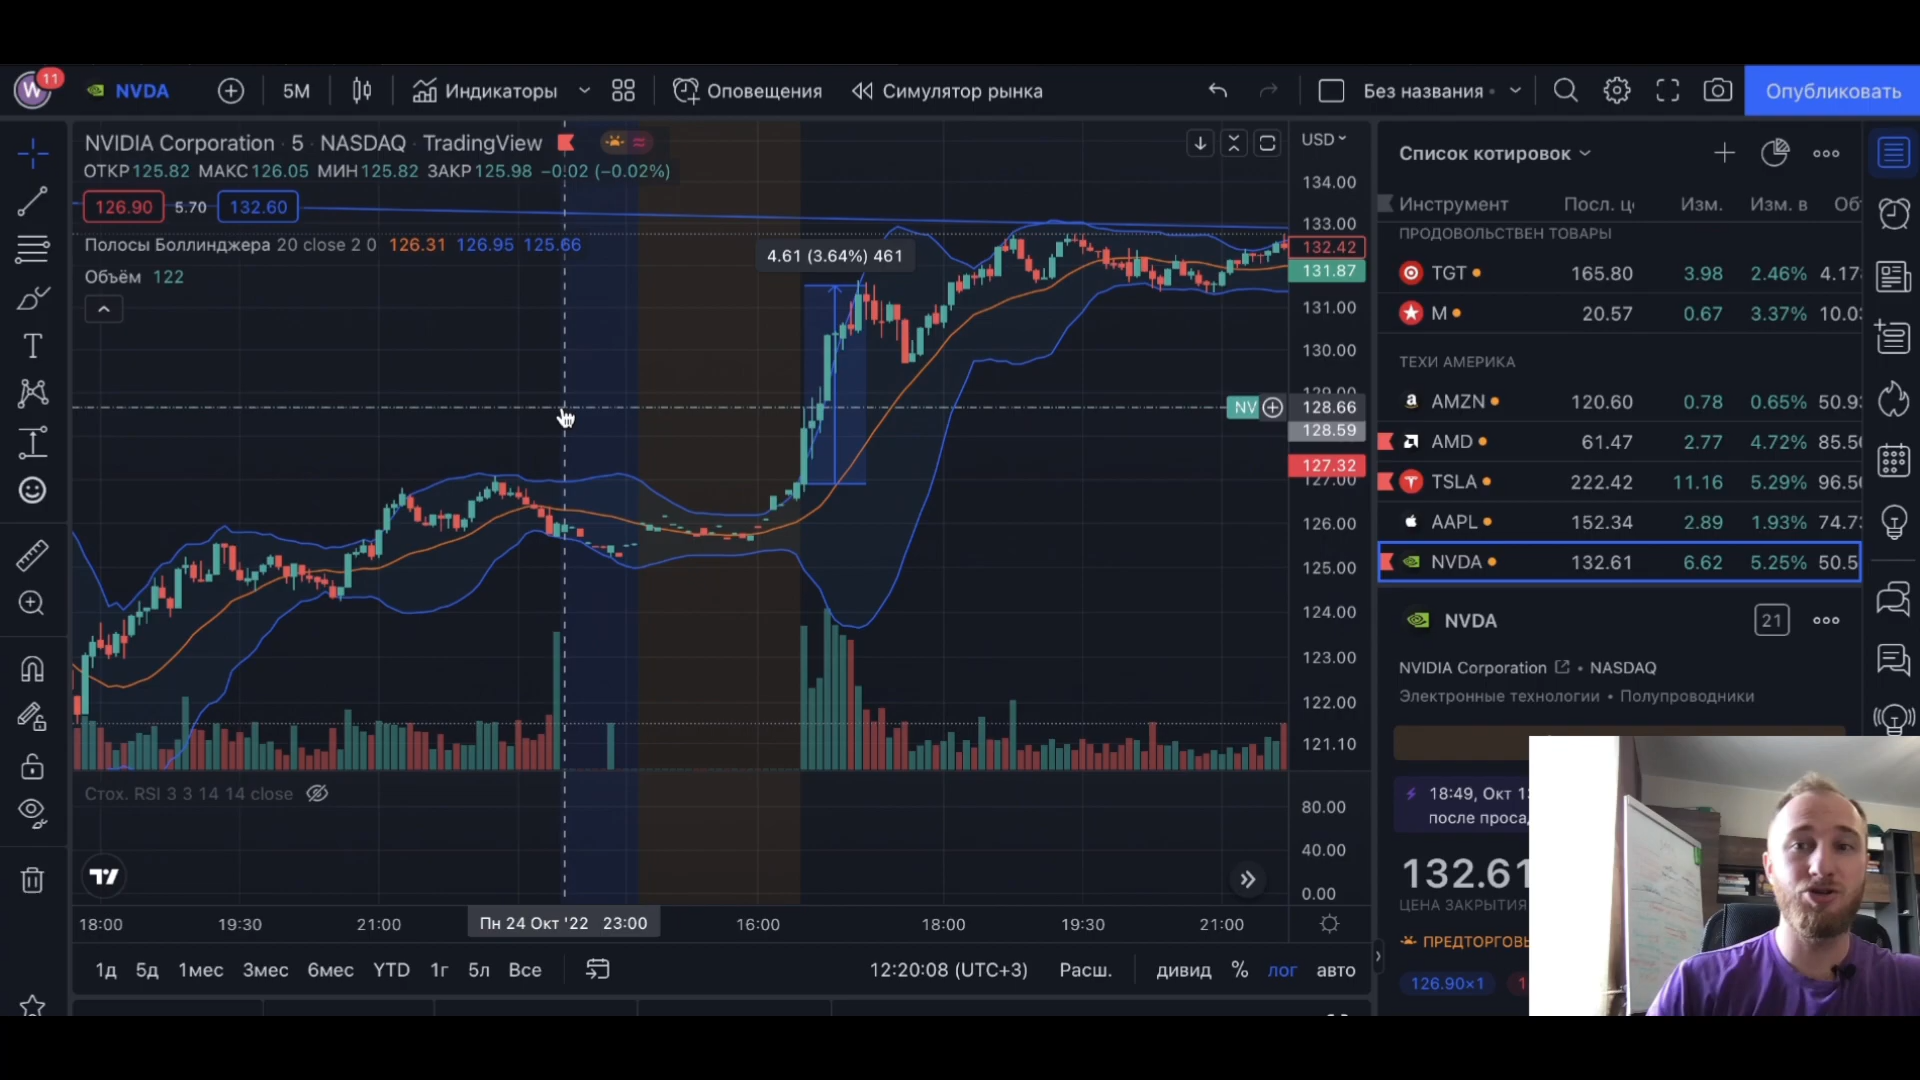 W 11 NVDA 5М Индикаторы Оповещения Симулятор рынка Без названия Опубликовать
NVIDIA Corporation · 5 · NASDAQ · TradingView
ОТКР125.82 МАКС126.05 МИН125.82 ЗАКР125.98 −0.02 (−0.02%)
126.90 5.70 132.60
Полосы Боллинджера 20 close 2 0 126.31 126.95 125.66
Объём 122
4.61 (3.64%) 461
USD
134.00
133.00
132.42
131.87
131.00
130.00
129.00
NV
128.66
128.59
127.32
127.00
126.00
125.00
124.00
123.00
122.00
121.10
Стох. RSI 3 3 14 14 close
80.00
40.00
0.00
18:00 19:30 21:00 Пн 24 Окт '22 23:00 16:00 18:00 19:30 21:00
1д 5д 1мес 3мес 6мес YTD 1г 5л Все 12:20:08 (UTC+3) Расш. дивид % лог авто
Список котировок
Инструмент Посл. Изм. Изм. в Об
ПРОДОВОЛЬСТВЕН ТОВАРЫ
TGT 165.80 3.98 2.46% 4.17
M 20.57 0.67 3.37% 10.0
ТЕХИ АМЕРИКА
AMZN 120.60 0.78 0.65% 50.9
AMD 61.47 2.77 4.72% 85.5
TSLA 222.42 11.16 5.29% 96.5
AAPL 152.34 2.89 1.93% 74.7
NVDA 132.61 6.62 5.25% 50.5
NVDA 21
NVIDIA Corporation • NASDAQ
Электронные технологии • Полупроводники
18:49, Окт 1
после проса
132.61
ЦЕНА ЗАКРЫТИЯ
ПРЕДТОРГОВ
126.90×1 1